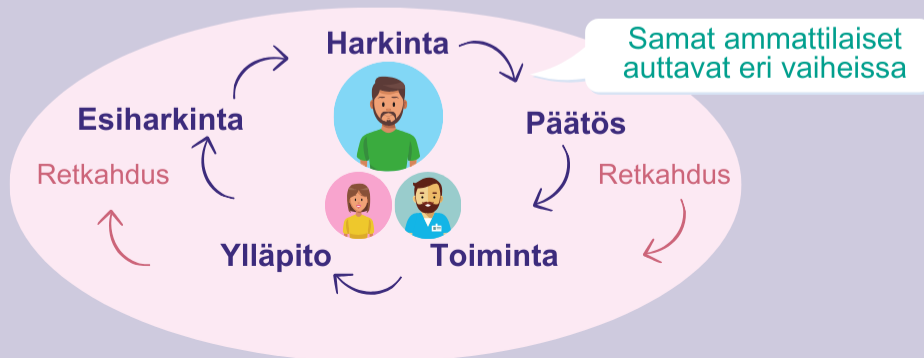 Harkinta
Samat ammattilaiset
auttavat eri vaiheissa
Esiharkinta
Päätös
Retkahdus
Retkahdus
Ylläpito
Toiminta